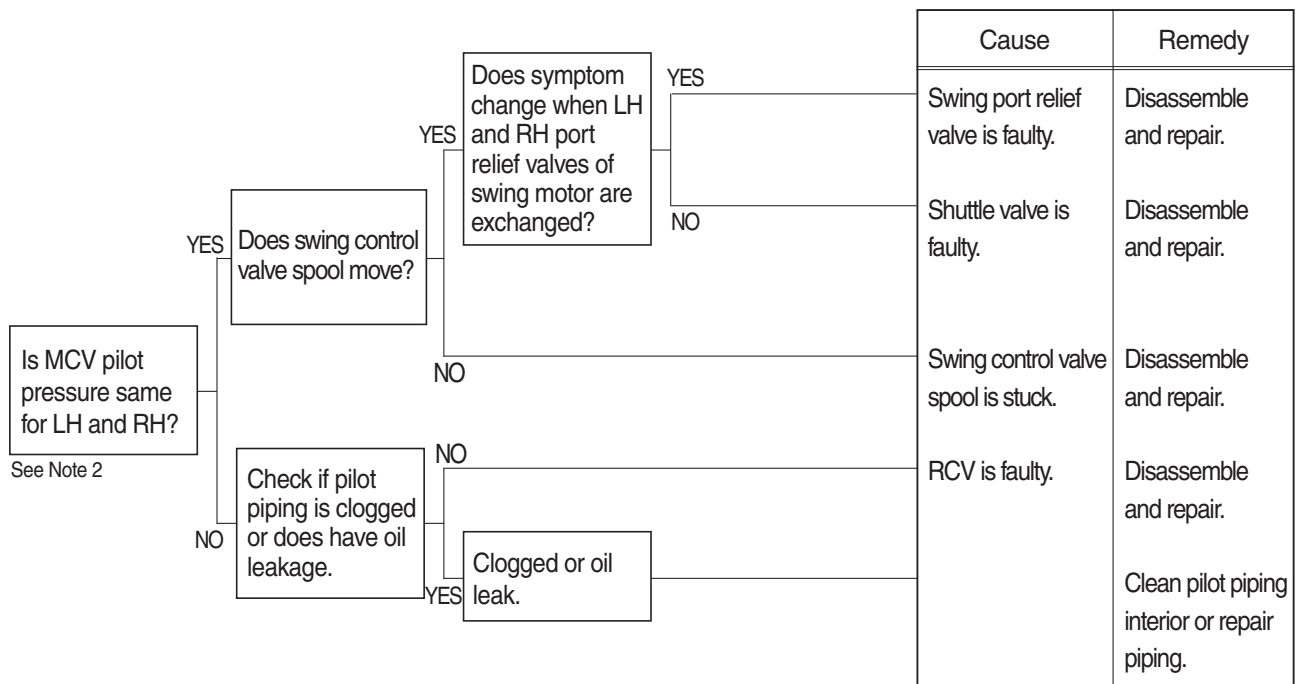 Cause
Remedy
Does symptom
change when LH
and RH port
relief valves of
swing motor are
exchanged?
YES
YES
NO
Swing port relief
valve is faulty.
Disassemble
and repair.
Shuttle valve is
faulty.
Disassemble
and repair.
YES
Does swing control
valve spool move?
NO
Swing control valve
spool is stuck.
Disassemble
and repair.
Is MCV pilot
pressure same
for LH and RH?
See Note 2
NO
Check if pilot
piping is clogged
or does have oil
leakage.
NO
RCV is faulty.
Disassemble
and repair.
YES
Clogged or oil
leak.
Clean pilot piping
interior or repair
piping.